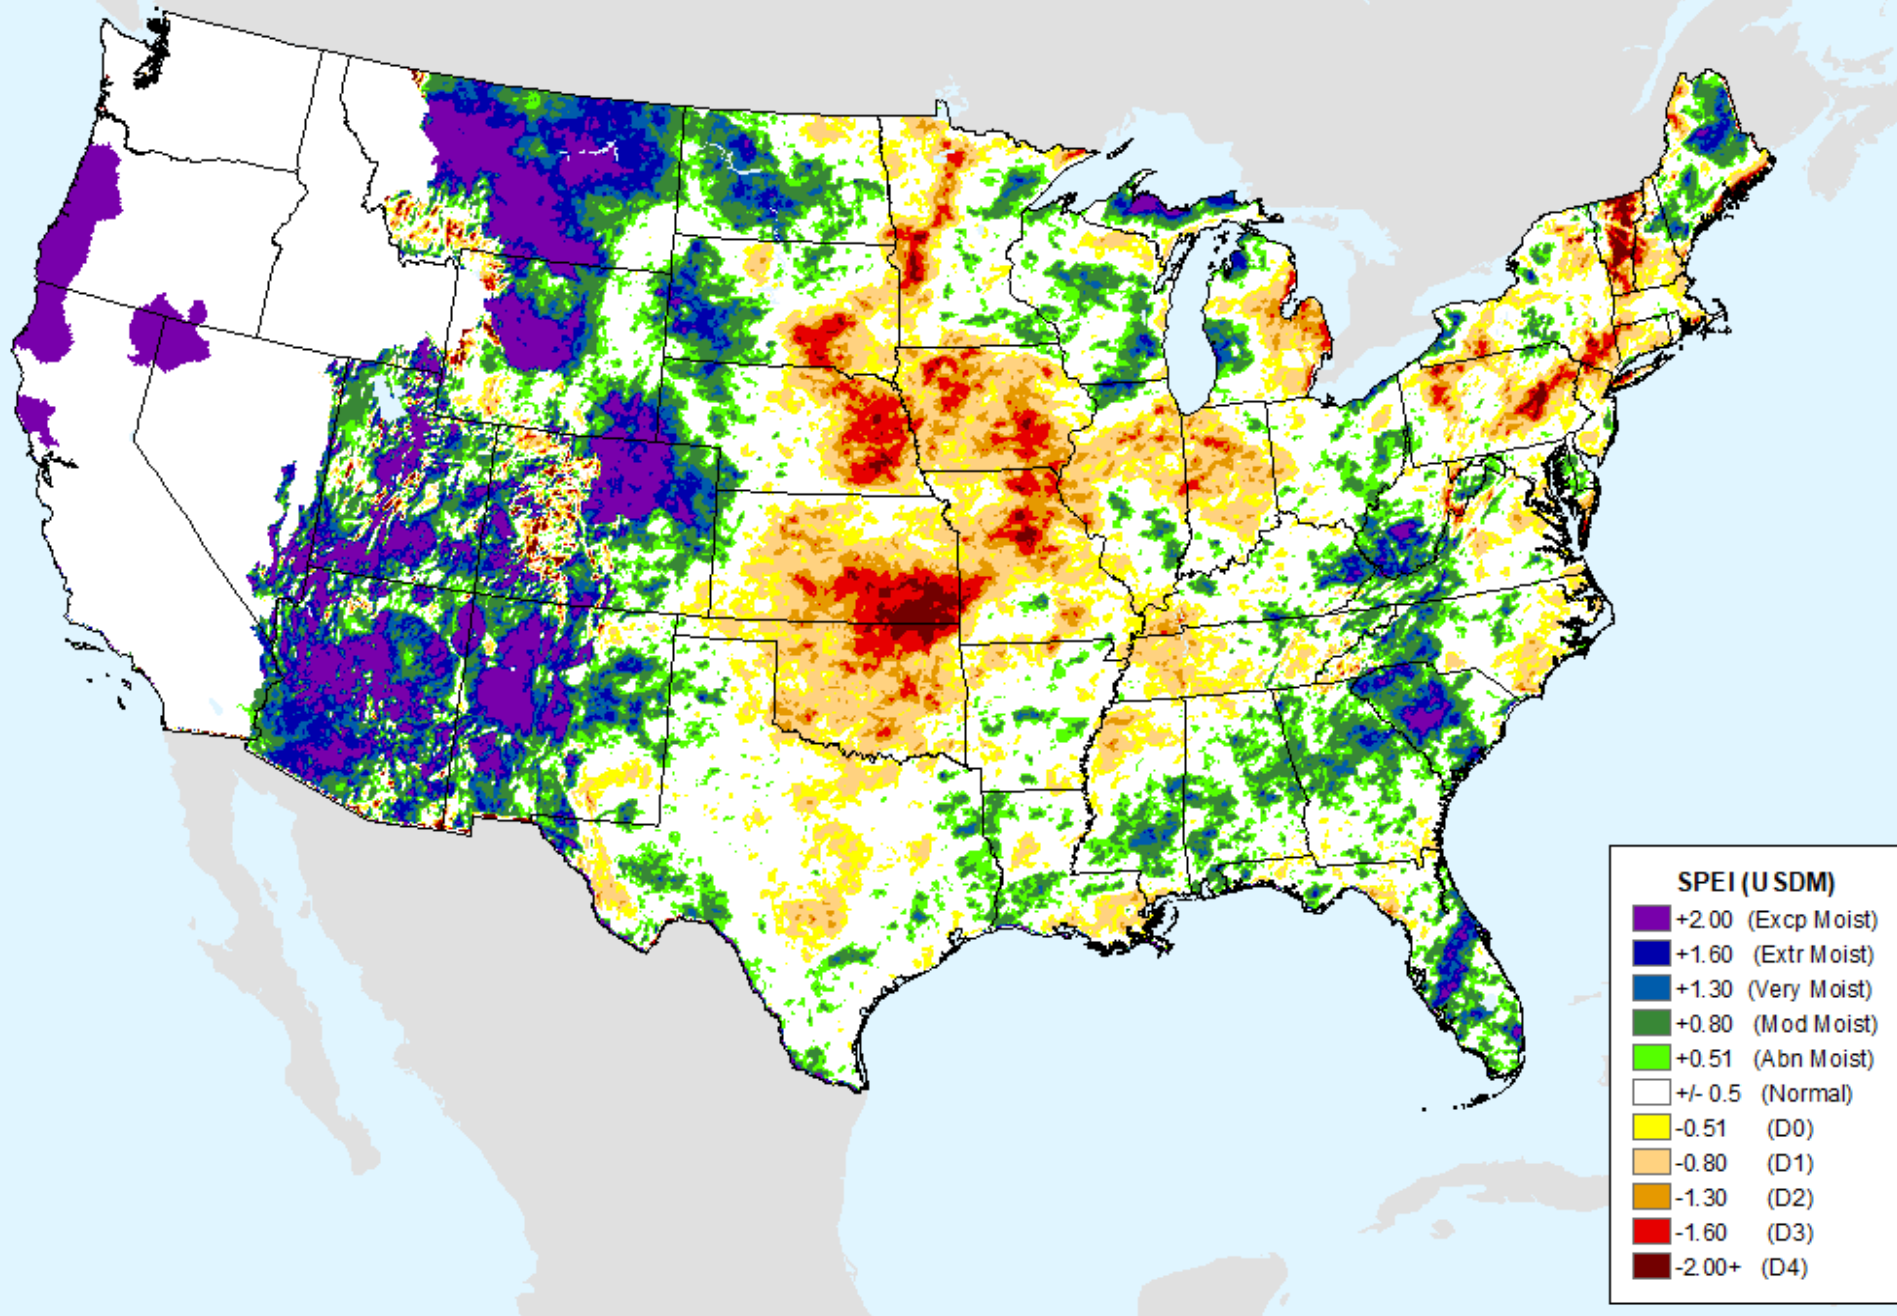 SPEI (USDM)
+2.00 (Excp Moist)
+1.60 (Extr Moist)
+1.30 (Very Moist)
+0.80 (Mod Moist)
+0.51 (Abn Moist)
+/- 0.5 (Normal)
-0.51 (D0)
-0.80 (D1)
-1.30 (D2)
-1.60 (D3)
-2.00+ (D4)